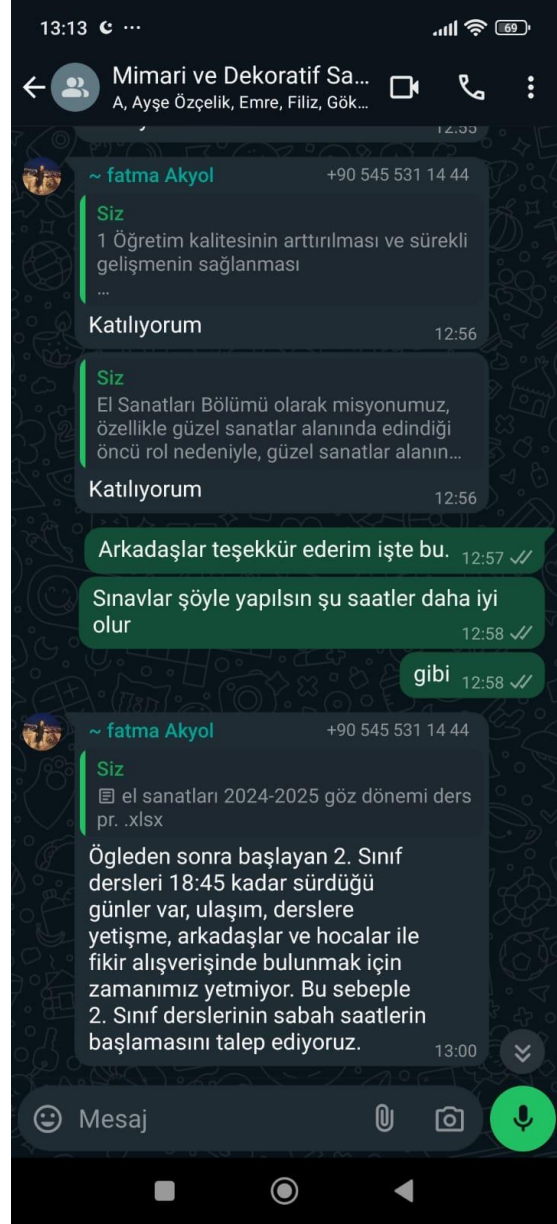 13:13
69
Mimari ve Dekoratif Sa...
A, Ayşe Özçelik, Emre, Filiz, Gök...
12:55
~ fatma Akyol +90 545 531 14 44
Siz
1 Öğretim kalitesinin arttırılması ve sürekli
gelişmenin sağlanması
...
Katılıyorum 12:56
Siz
El Sanatları Bölümü olarak misyonumuz,
özellikle güzel sanatlar alanında edindiği
öncü rol nedeniyle, güzel sanatlar alanın...
Katılıyorum 12:56
Arkadaşlar teşekkür ederim işte bu. 12:57
Sınavlar şöyle yapılsın şu saatler daha iyi
olur 12:58
gibi 12:58
~ fatma Akyol +90 545 531 14 44
Siz
el sanatları 2024-2025 göz dönemi ders
pr. .xlsx
Ögleden sonra başlayan 2. Sınıf
dersleri 18:45 kadar sürdüğü
günler var, ulaşım, derslere
yetişme, arkadaşlar ve hocalar ile
fikir alışverişinde bulunmak için
zamanımız yetmiyor. Bu sebeple
2. Sınıf derslerinin sabah saatlerin
başlamasını talep ediyoruz. 13:00
Mesaj